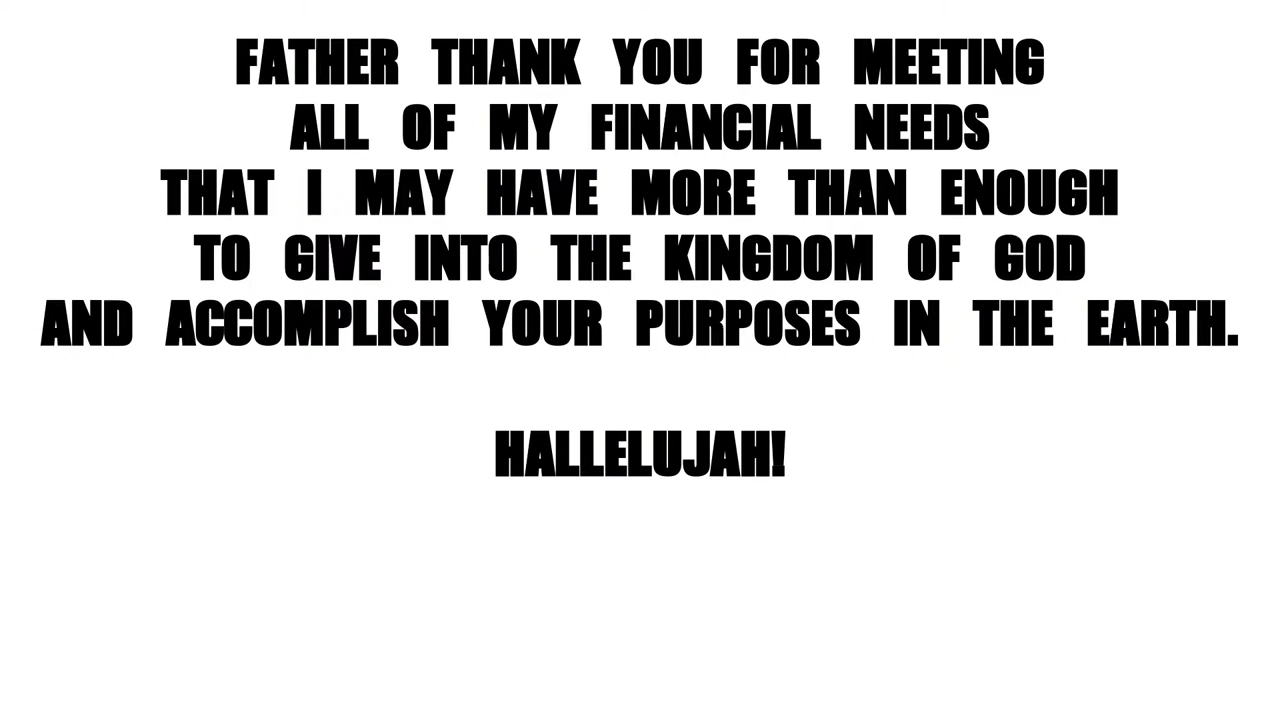 FATHER THANK YOU FOR MEETING
ALL OF MY FINANCIAL NEEDS
THAT I MAY HAVE MORE THAN ENOUGH
TO GIVE INTO THE KINGDOM OF GOD
AND ACCOMPLISH YOUR PURPOSES IN THE EARTH.
HALLELUJAH!